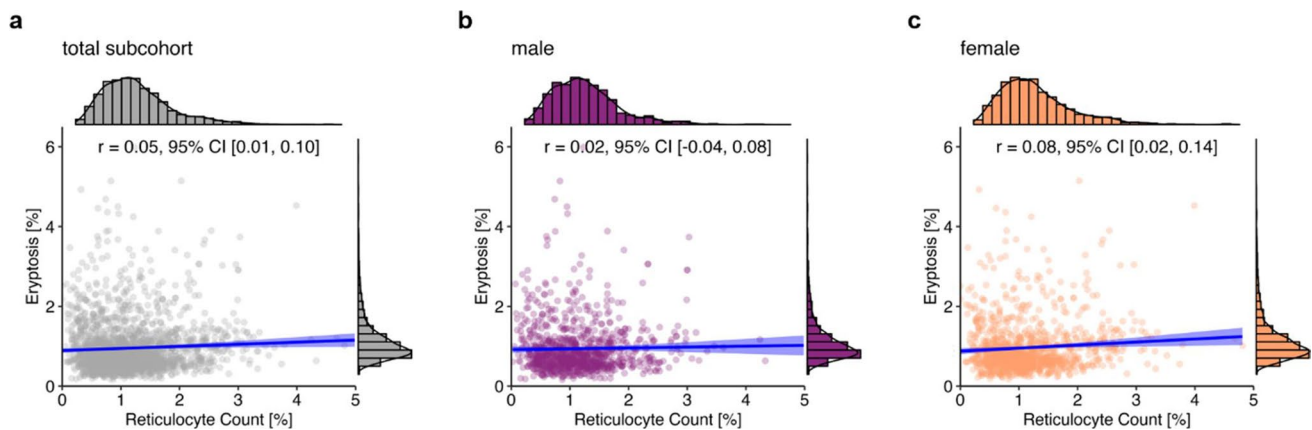 a
total subcohort
r = 0.05, 95% CI [0.01, 0.10]
6
4
2
0
Eryptosis [%]
0 1 2 3 4 5
Reticulocyte Count [%]
b
male
r = 0.02, 95% CI [-0.04, 0.08]
6
4
2
0
Eryptosis [%]
0 1 2 3 4 5
Reticulocyte Count [%]
c
female
r = 0.08, 95% CI [0.02, 0.14]
6
4
2
0
Eryptosis [%]
0 1 2 3 4 5
Reticulocyte Count [%]